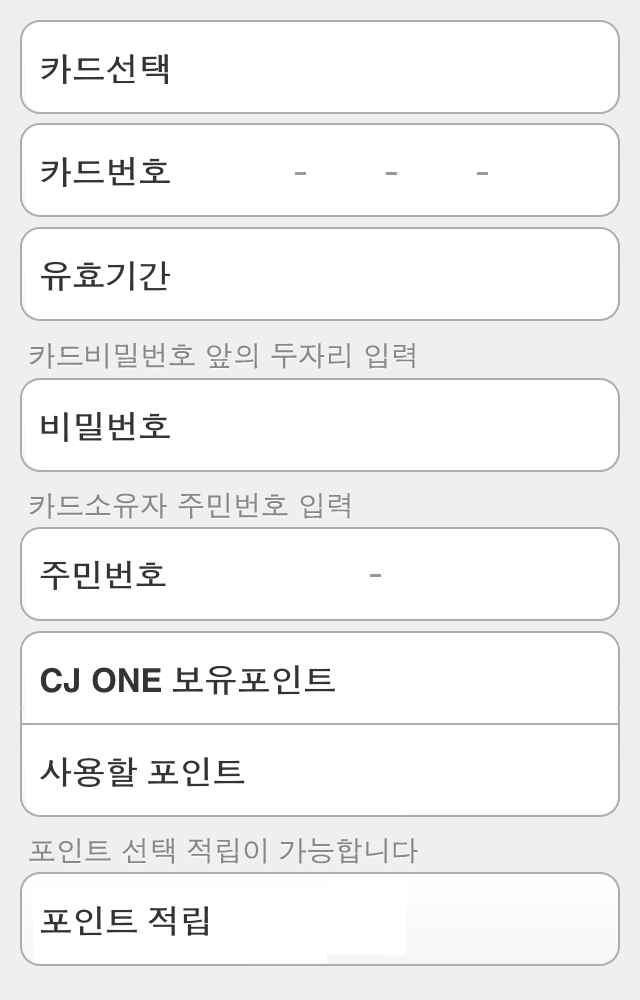 카드선택
카드번호 - - -
유효기간
카드비밀번호 앞의 두자리 입력
비밀번호
카드소유자 주민번호 입력
주민번호 -
CJ ONE 보유포인트
사용할 포인트
포인트 선택 적립이 가능합니다
포인트 적립